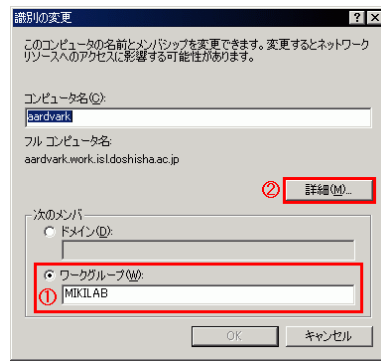 識別の変更
このコンピュータの名前とメンバシップを変更できます。変更するとネットワーク
リソースへのアクセスに影響する可能性があります。
コンピュータ名(C):
aardvark
フル コンピュータ名:
aardvark.work.isl.doshisha.ac.jp
② 詳細(M)...
次のメンバ
ドメイン(D):
ワークグループ(W):
① MIKILAB
OK キャンセル